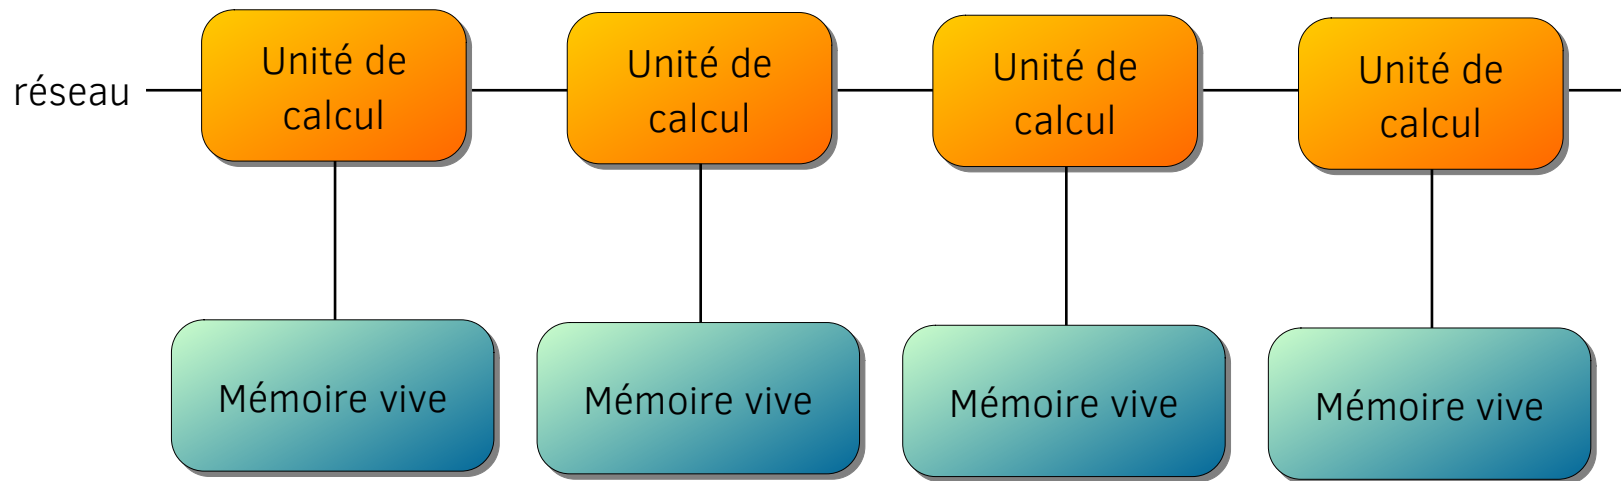 réseau
Unité de
calcul
Unité de
calcul
Unité de
calcul
Unité de
calcul
Mémoire vive
Mémoire vive
Mémoire vive
Mémoire vive